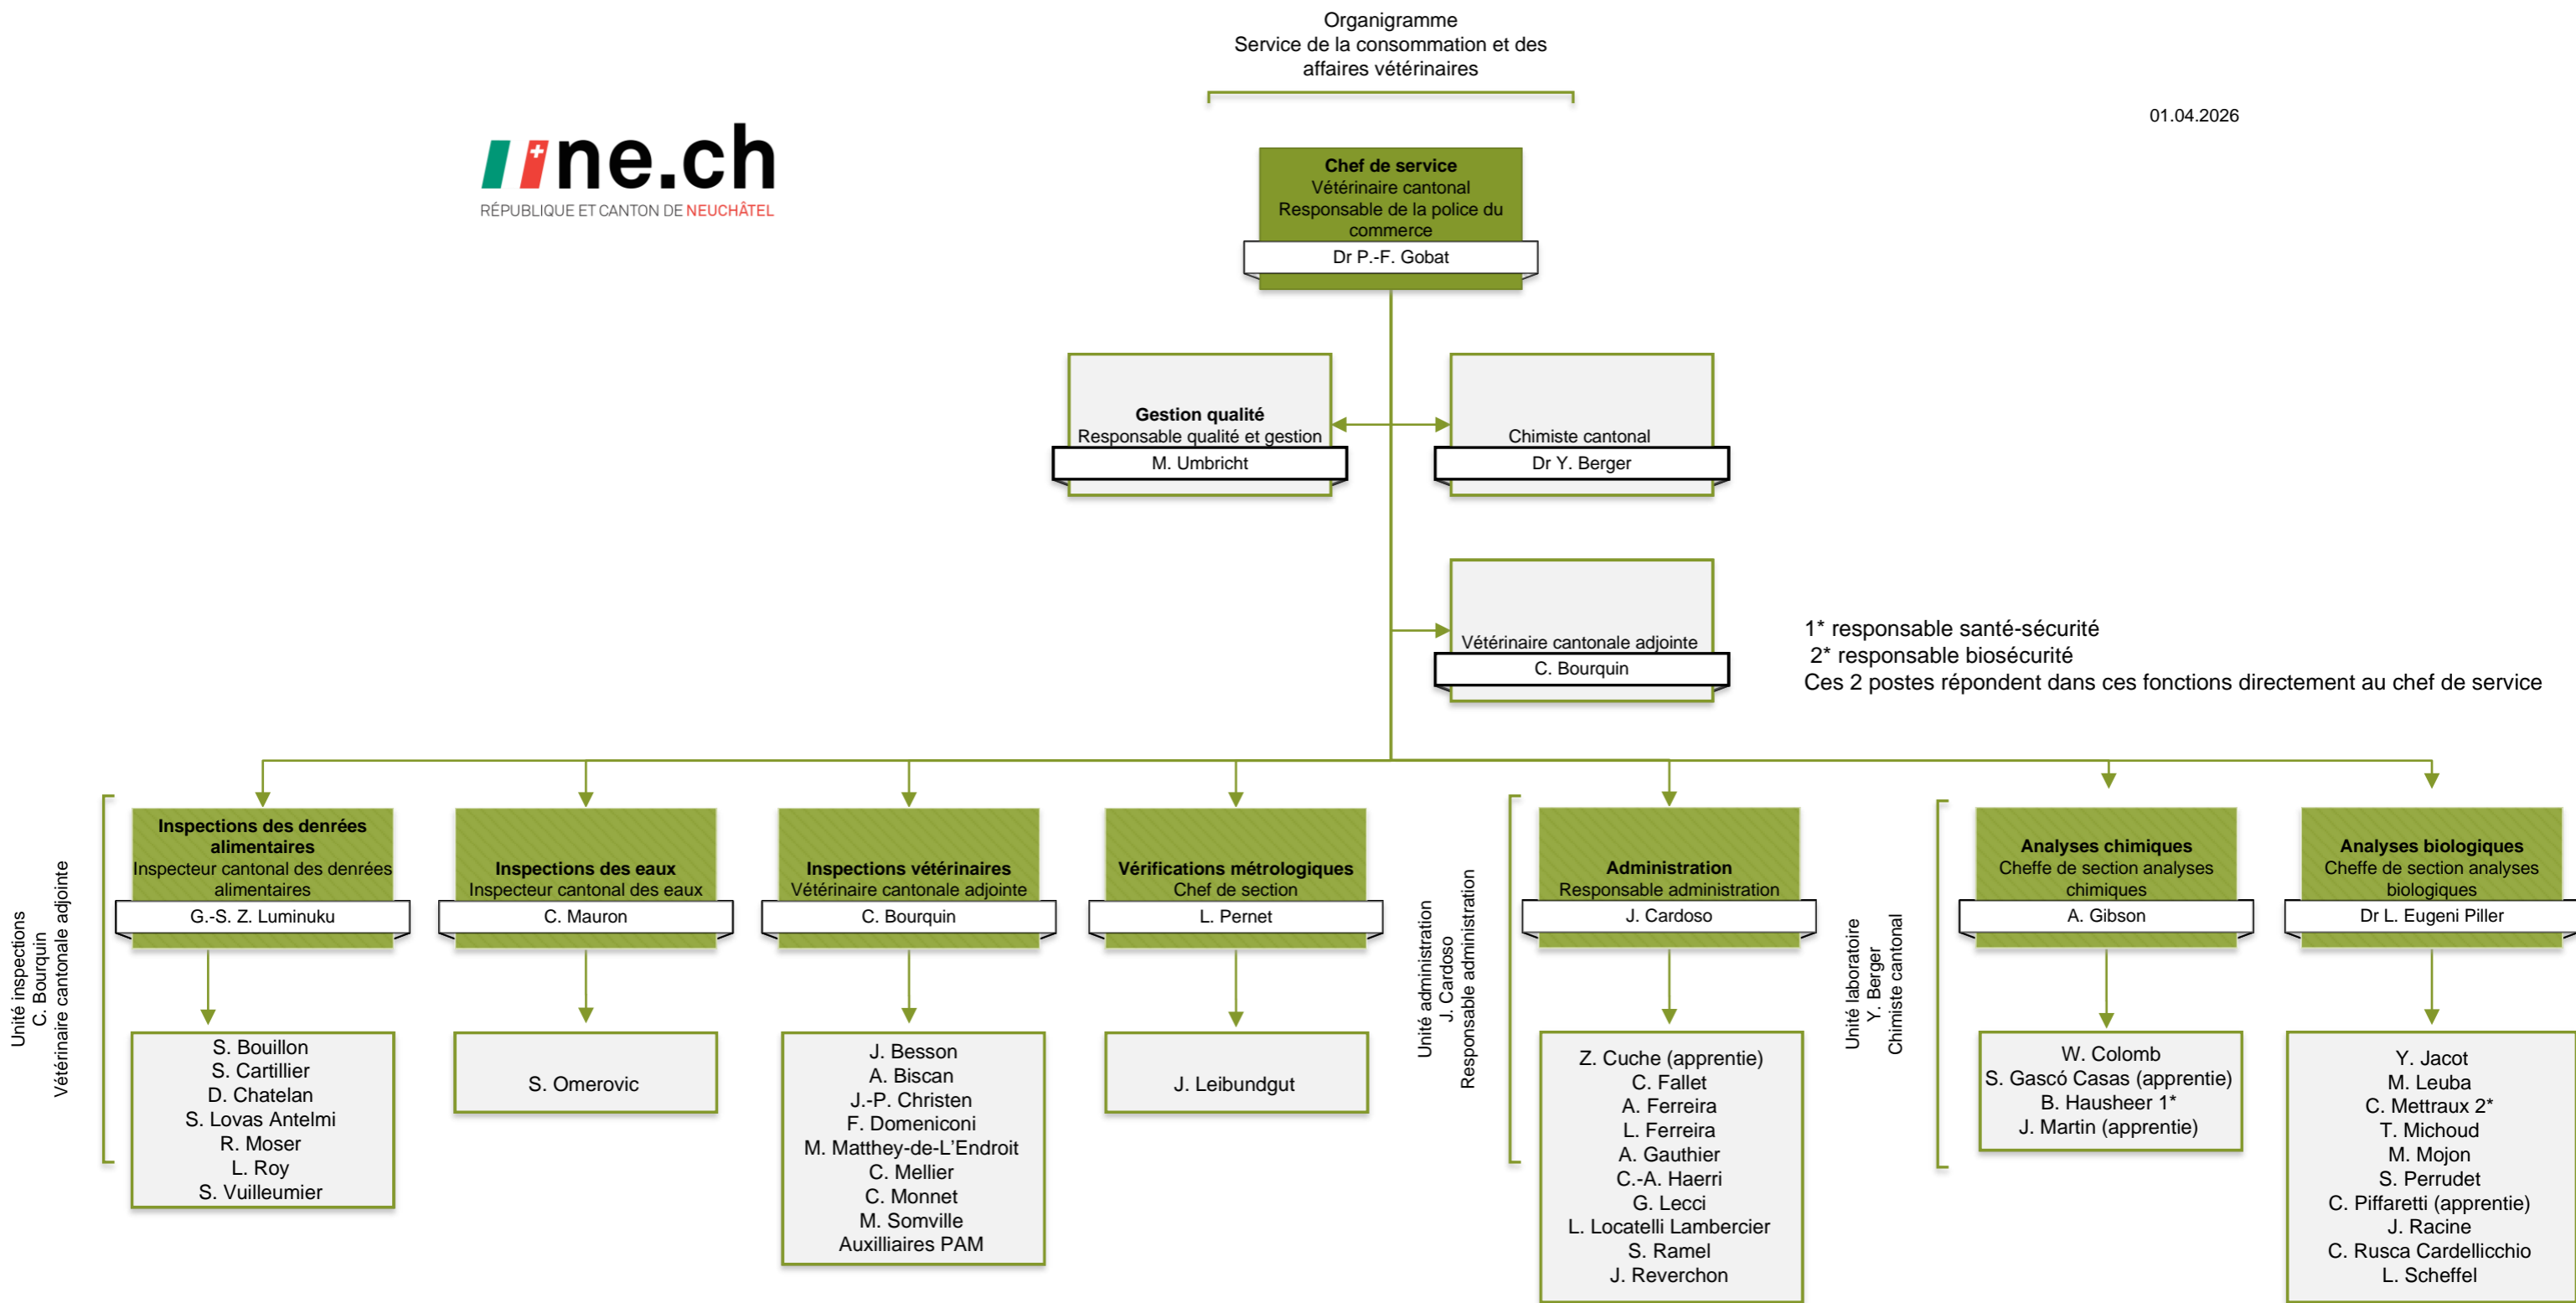 Organigramme
Service de la consommation et des
affaires vétérinaires
01.04.2026
ne.ch
RÉPUBLIQUE ET CANTON DE NEUCHÂTEL
Chef de service
Vétérinaire cantonal
Responsable de la police du
commerce
Dr P.-F. Gobat
Gestion qualité
Responsable qualité et gestion
M. Umbricht
Chimiste cantonal
Dr Y. Berger
Vétérinaire cantonale adjointe
C. Bourquin
1* responsable santé-sécurité
2* responsable biosécurité
Ces 2 postes répondent dans ces fonctions directement au chef de service
Unité inspections
C. Bourquin
Vétérinaire cantonale adjointe
Inspections des denrées
alimentaires
Inspecteur cantonal des denrées
alimentaires
G.-S. Z. Luminuku
S. Bouillon
S. Cartillier
D. Chatelan
S. Lovas Antelmi
R. Moser
L. Roy
S. Vuilleumier
Inspections des eaux
Inspecteur cantonal des eaux
C. Mauron
S. Omerovic
Inspections vétérinaires
Vétérinaire cantonale adjointe
C. Bourquin
J. Besson
A. Biscan
J.-P. Christen
F. Domeniconi
M. Matthey-de-L'Endroit
C. Mellier
C. Monnet
M. Somville
Auxilliaires PAM
Vérifications métrologiques
Chef de section
L. Pernet
J. Leibundgut
Unité administration
J. Cardoso
Responsable administration
Administration
Responsable administration
J. Cardoso
Z. Cuche (apprentie)
C. Fallet
A. Ferreira
L. Ferreira
A. Gauthier
C.-A. Haerri
G. Lecci
L. Locatelli Lambercier
S. Ramel
J. Reverchon
Unité laboratoire
Y. Berger
Chimiste cantonal
Analyses chimiques
Cheffe de section analyses
chimiques
A. Gibson
W. Colomb
S. Gascó Casas (apprentie)
B. Hausheer 1*
J. Martin (apprentie)
Analyses biologiques
Cheffe de section analyses
biologiques
Dr L. Eugeni Piller
Y. Jacot
M. Leuba
C. Mettraux 2*
T. Michoud
M. Mojon
S. Perrudet
C. Piffaretti (apprentie)
J. Racine
C. Rusca Cardellicchio
L. Scheffel